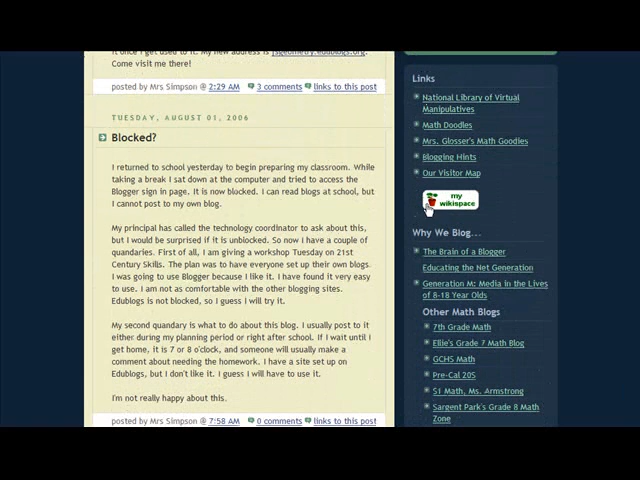 it once I get used to it. My new address is jsgeometry.edublogs.org.
Come visit me there!
posted by Mrs Simpson @ 2:29 AM 3 comments links to this post
TUESDAY, AUGUST 01, 2006
Blocked?
I returned to school yesterday to begin preparing my classroom. While
taking a break I sat down at the computer and tried to access the
Blogger sign in page. It is now blocked. I can read blogs at school, but
I cannot post to my own blog.
My principal has called the technology coordinator to ask about this,
but I would be surprised if it is unblocked. So now I have a couple of
quandaries. First of all, I am giving a workshop Tuesday on 21st
Century Skills. The plan was to have everyone set up their own blogs.
I was going to use Blogger because I like it. I have found it very easy
to use. I am not as comfortable with the other blogging sites.
Edublogs is not blocked, so I guess I will try it.
My second quandary is what to do about this blog. I usually post to it
either during my planning period or right after school. If I wait until I
get home, it is 7 or 8 o'clock, and someone will usually make a
comment about needing the homework. I have a site set up on
Edublogs, but I don't like it. I guess I will have to use it.
I'm not really happy about this.
posted by Mrs Simpson @ 7:58 AM 0 comments links to this post
Links
National Library of Virtual
Manipulatives
Math Doodles
Mrs. Glosser's Math Goodies
Blogging Hints
Our Visitor Map
my
wikispace
Why We Blog...
The Brain of a Blogger
Educating the Net Generation
Generation M: Media in the Lives
of 8-18 Year Olds
Other Math Blogs
7th Grade Math
Ellie's Grade 7 Math Blog
GCHS Math
Pre-Cal 20S
S1 Math, Ms. Armstrong
Sargent Park's Grade 8 Math
Zone